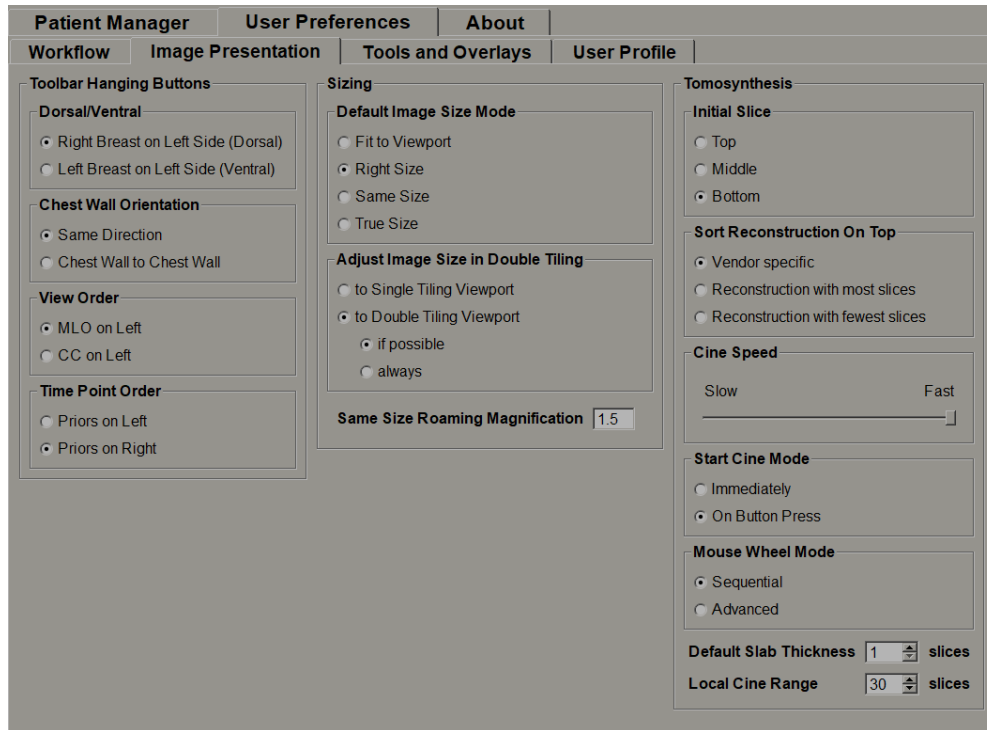 Patient Manager User Preferences About
Workflow Image Presentation Tools and Overlays User Profile
Toolbar Hanging Buttons
Dorsal/Ventral
Right Breast on Left Side (Dorsal)
Left Breast on Left Side (Ventral)
Chest Wall Orientation
Same Direction
Chest Wall to Chest Wall
View Order
MLO on Left
CC on Left
Time Point Order
Priors on Left
Priors on Right
Sizing
Default Image Size Mode
Fit to Viewport
Right Size
Same Size
True Size
Adjust Image Size in Double Tiling
to Single Tiling Viewport
to Double Tiling Viewport
if possible
always
Same Size Roaming Magnification 1.5
Tomosynthesis
Initial Slice
Top
Middle
Bottom
Sort Reconstruction On Top
Vendor specific
Reconstruction with most slices
Reconstruction with fewest slices
Cine Speed
Slow Fast
Start Cine Mode
Immediately
On Button Press
Mouse Wheel Mode
Sequential
Advanced
Default Slab Thickness 1 slices
Local Cine Range 30 slices